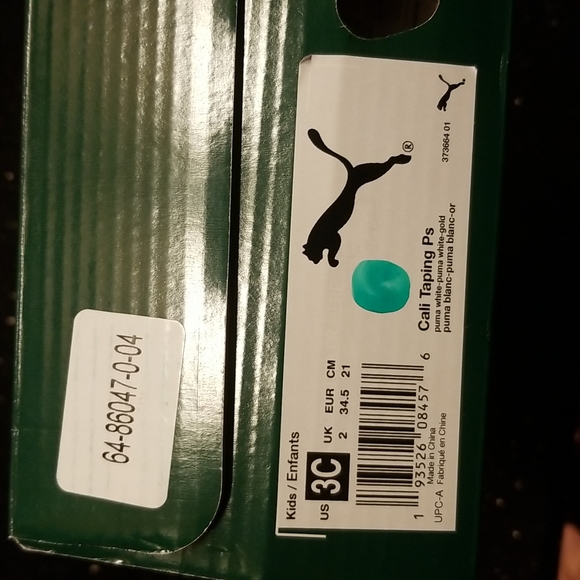 64-86047-0-04
®
373664 01
Cali Taping Ps
puma white-puma white-gold
puma blanc-puma blanc-or
Kids / Enfants
US 3C
UK EUR CM
2 34.5 21
1 93526 08457 6
Made in China
UPC-A Fabriqué en Chine